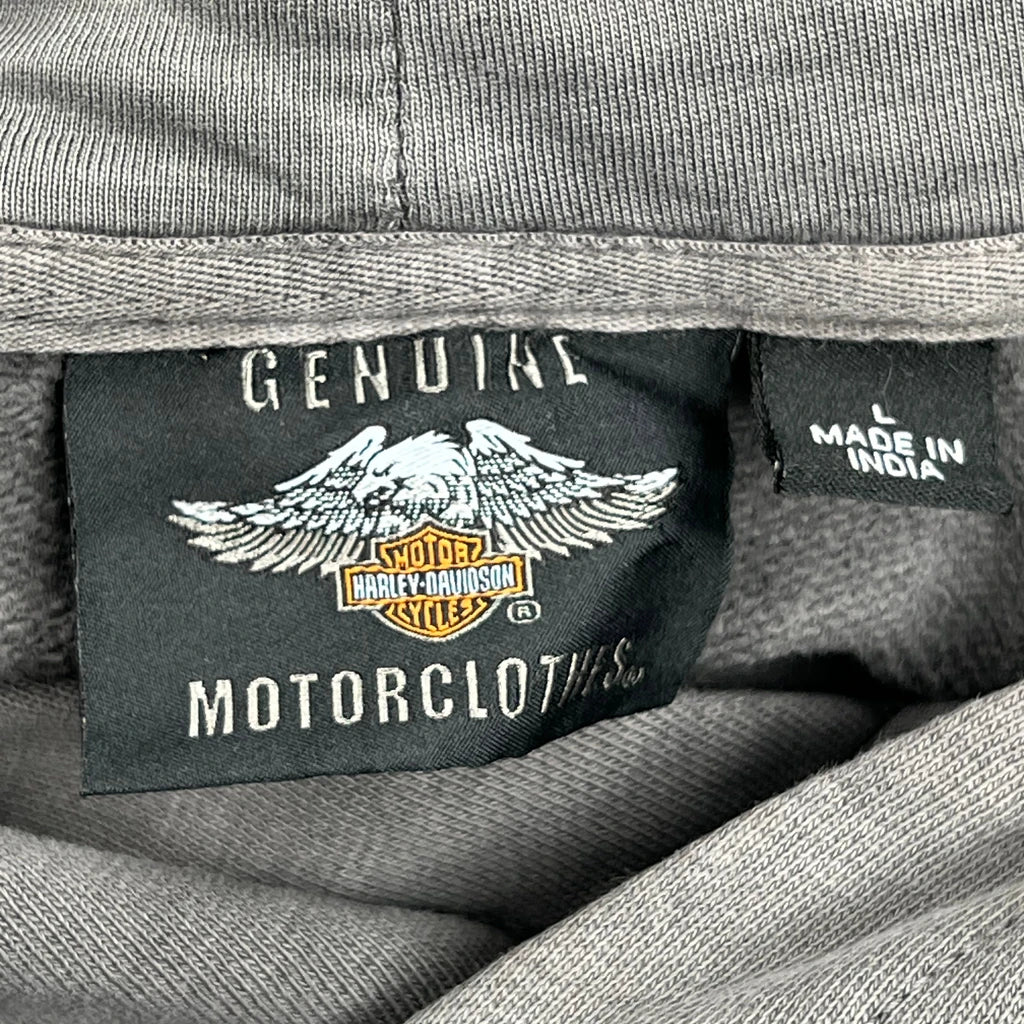 GENUINE
MOTOR
HARLEY-DAVIDSON
CYCLES
®
MOTORCLOTHES
L
MADE IN
INDIA